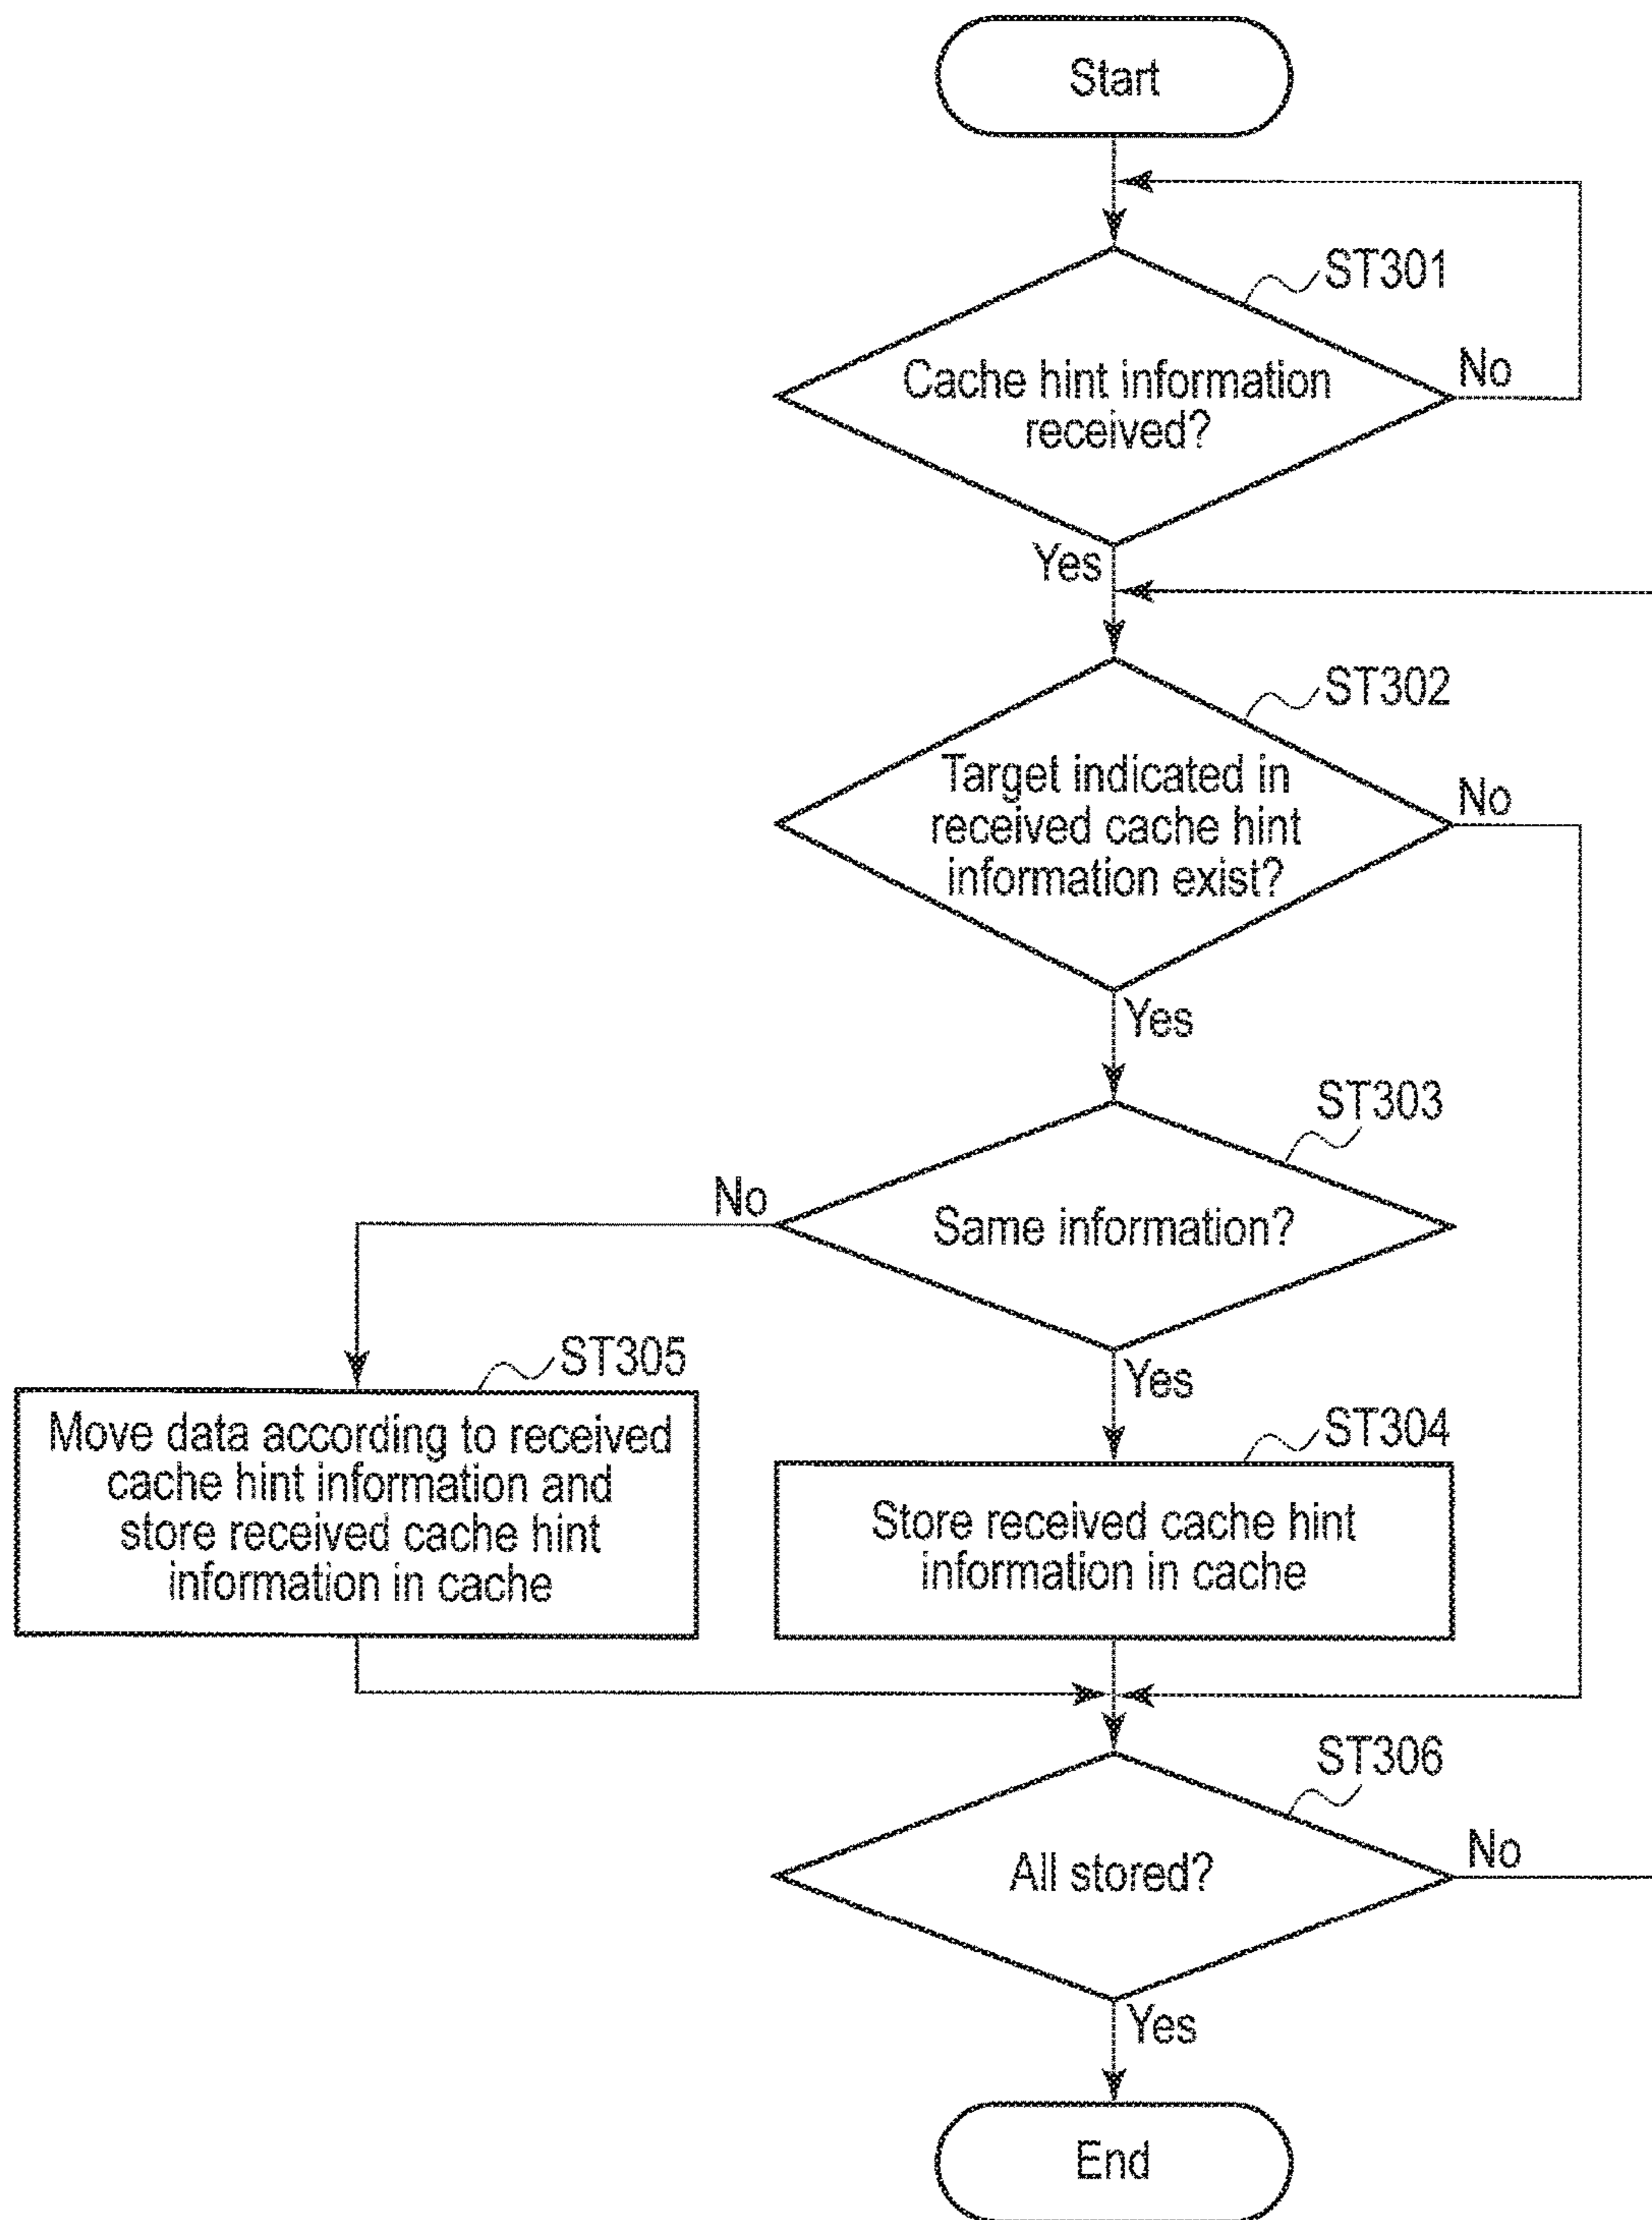 Start
ST301
Cache hint information
received?
No
Yes
ST302
Target indicated in
received cache hint
information exist?
No
Yes
ST303
Same information?
No
Yes
ST305
Move data according to received
cache hint information and
store received cache hint
information in cache
ST304
Store received cache hint
information in cache
ST306
All stored?
No
Yes
End